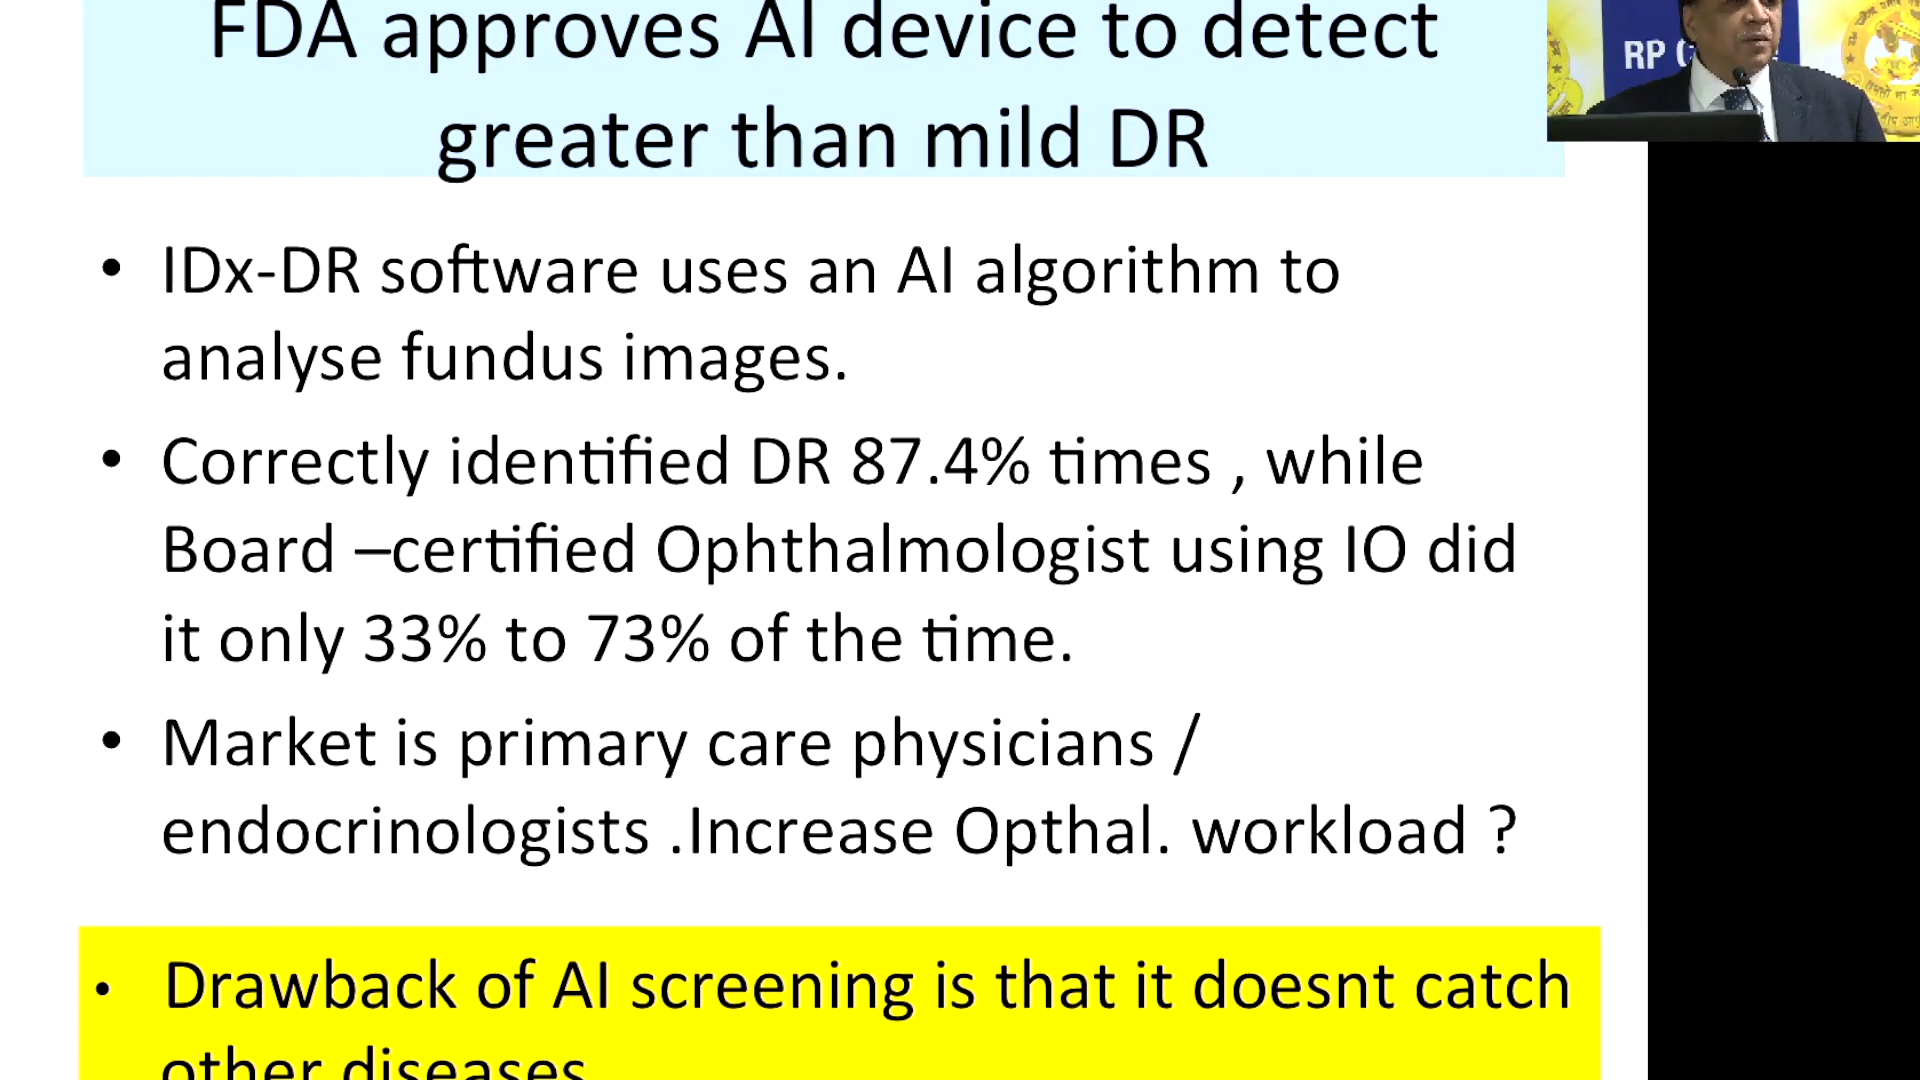 FDA approves AI device to detect
greater than mild DR
RP
• IDx-DR software uses an AI algorithm to
analyse fundus images.
• Correctly identified DR 87.4% times , while
Board –certified Ophthalmologist using IO did
it only 33% to 73% of the time.
• Market is primary care physicians /
endocrinologists .Increase Opthal. workload ?
• Drawback of AI screening is that it doesnt catch
other diseases